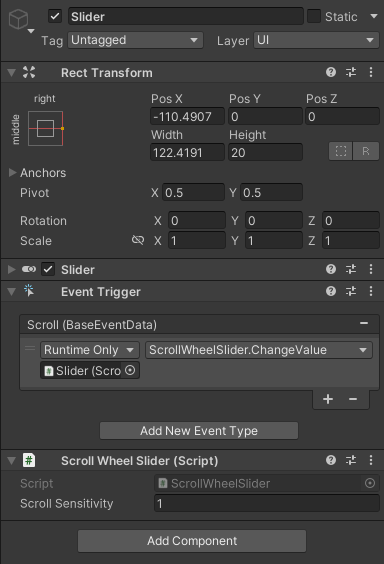 Slider Static
Tag Untagged Layer UI
Rect Transform
right
middle
Pos X Pos Y Pos Z
-110.4907 0 0
Width Height
122.4191 20
R
Anchors
Pivot X 0.5 Y 0.5
Rotation X 0 Y 0 Z 0
Scale X 1 Y 1 Z 1
Slider
Event Trigger
Scroll (BaseEventData)
Runtime Only ScrollWheelSlider.ChangeValue
Slider (Scro
Add New Event Type
Scroll Wheel Slider (Script)
Script ScrollWheelSlider
Scroll Sensitivity 1
Add Component